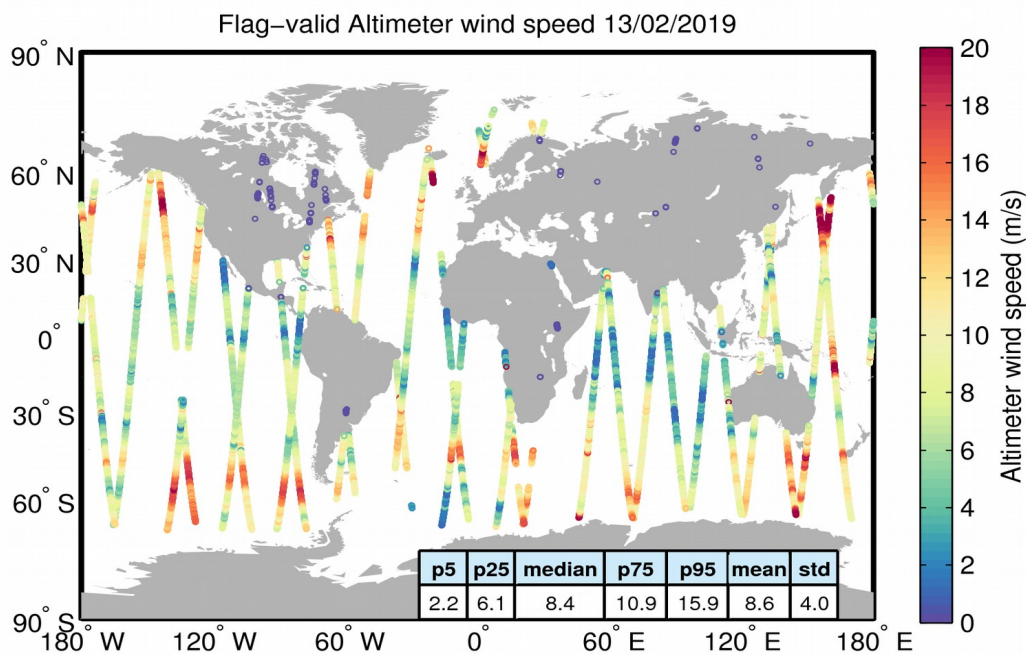 Flag−valid Altimeter wind speed 13/02/2019
90° N
60° N
30° N
0°
30° S
60° S
90° S
180° W
120° W
60° W
0°
60° E
120° E
180° E
p5 p25 median p75 p95 mean std
2.2 6.1 8.4 10.9 15.9 8.6 4.0
20
18
16
14
12
10
8
6
4
2
0
Altimeter wind speed (m/s)